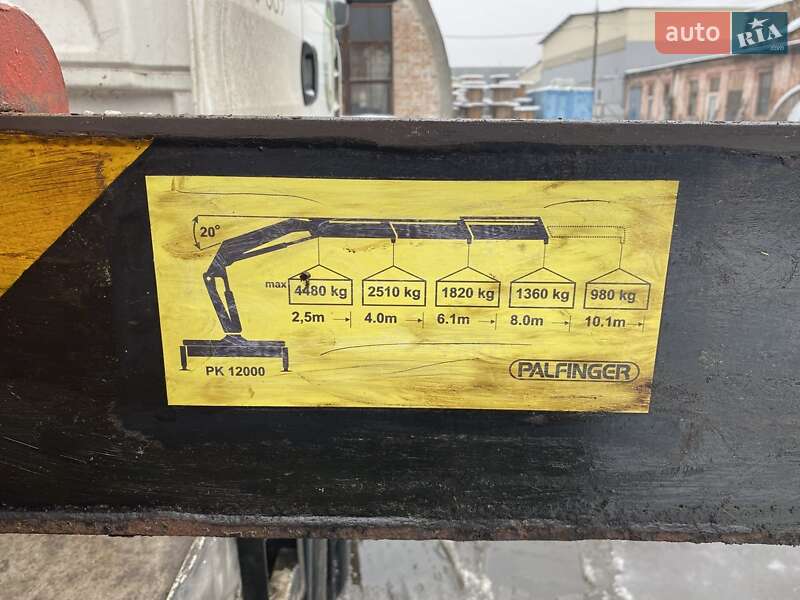 auto RIA.com
20°
max 4480 kg 2510 kg 1820 kg 1360 kg 980 kg
2,5m 4.0m 6.1m 8.0m 10.1m
PK 12000
PALFINGER